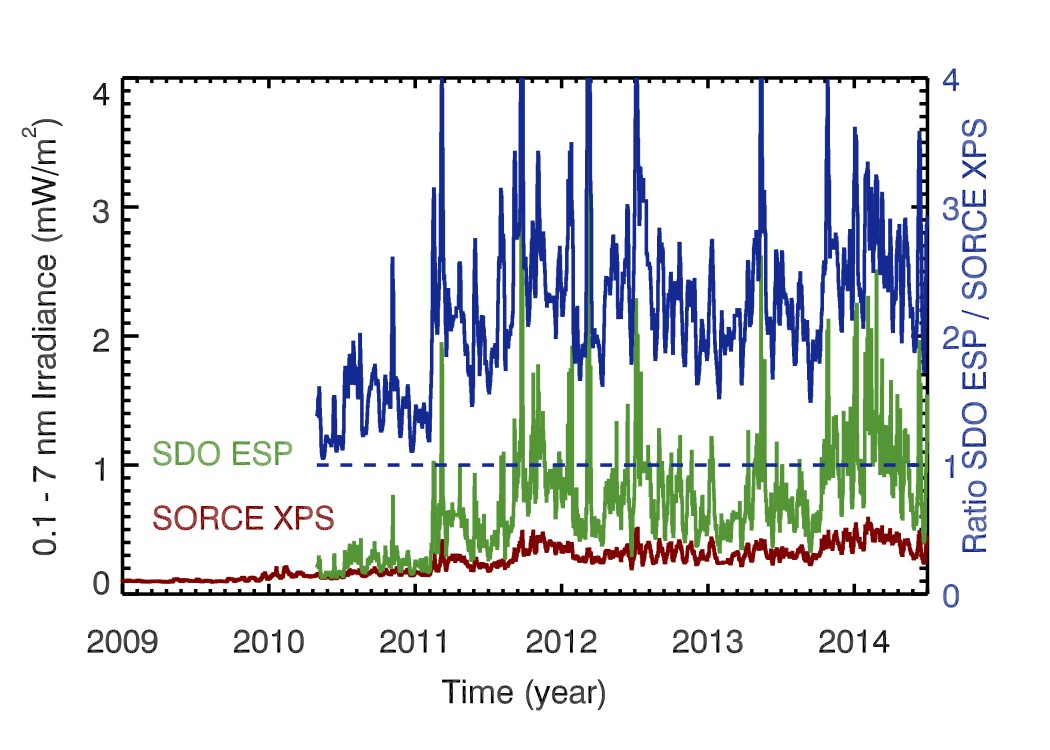 4
3
2
1
0
0.1 - 7 nm Irradiance (mW/m²)
SDO ESP
SORCE XPS
4
3
2
1
0
Ratio SDO ESP / SORCE XPS
2009 2010 2011 2012 2013 2014
Time (year)